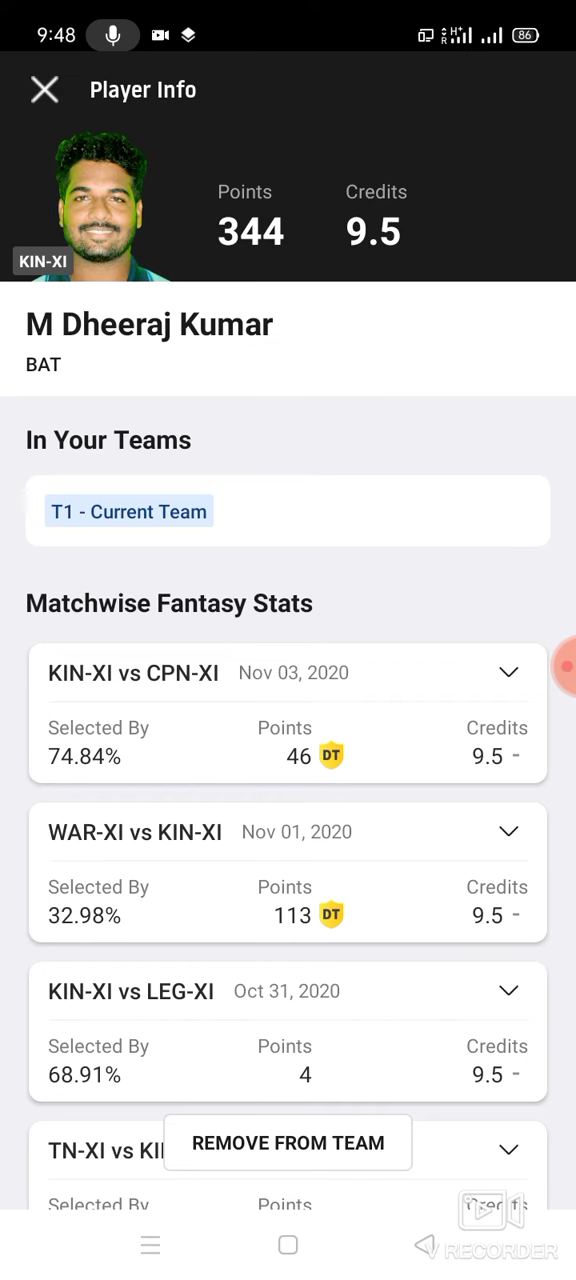 9:48 H+ R 86
Player Info
Points Credits
344 9.5
KIN-XI
M Dheeraj Kumar
BAT
In Your Teams
T1 - Current Team
Matchwise Fantasy Stats
KIN-XI vs CPN-XI Nov 03, 2020
Selected By Points Credits
74.84% 46 DT 9.5 -
WAR-XI vs KIN-XI Nov 01, 2020
Selected By Points Credits
32.98% 113 DT 9.5 -
KIN-XI vs LEG-XI Oct 31, 2020
Selected By Points Credits
68.91% 4 9.5 -
REMOVE FROM TEAM
TN-XI vs
Selected By Points Credits
V RECORDER